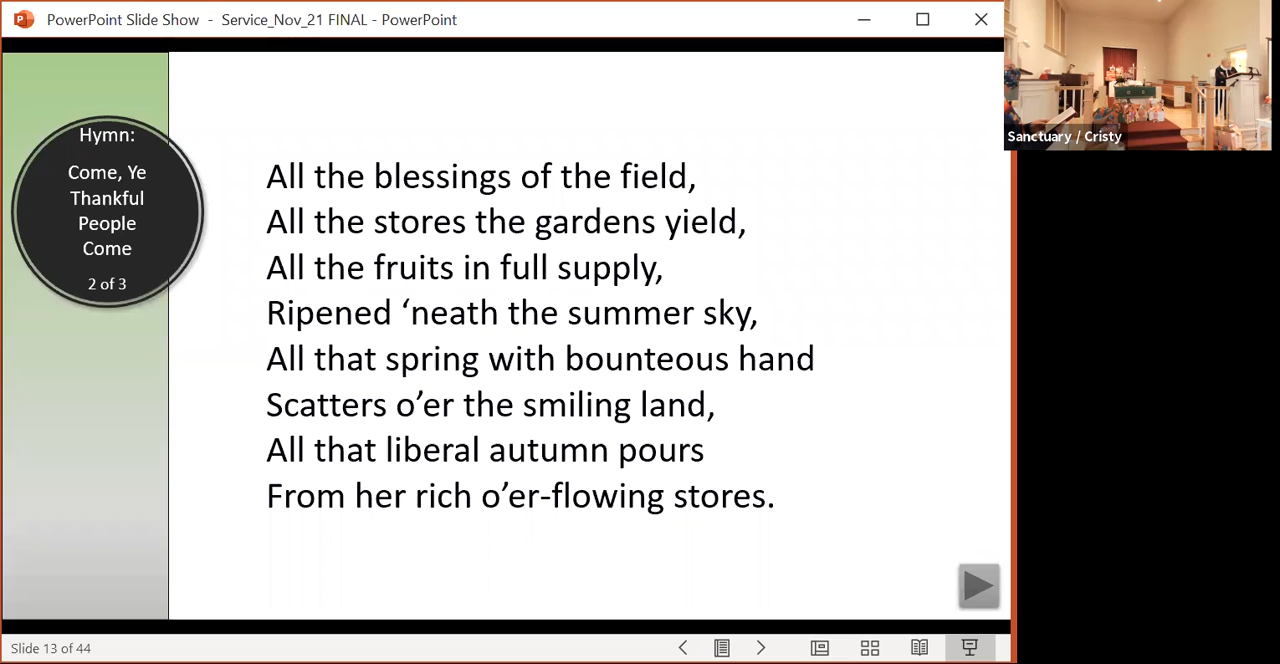 PowerPoint Slide Show - Service_Nov_21 FINAL - PowerPoint
Sanctuary / Cristy
Hymn:
Come, Ye
Thankful
People
Come
2 of 3
All the blessings of the field,
All the stores the gardens yield,
All the fruits in full supply,
Ripened ‘neath the summer sky,
All that spring with bounteous hand
Scatters o’er the smiling land,
All that liberal autumn pours
From her rich o’er-flowing stores.
Slide 13 of 44